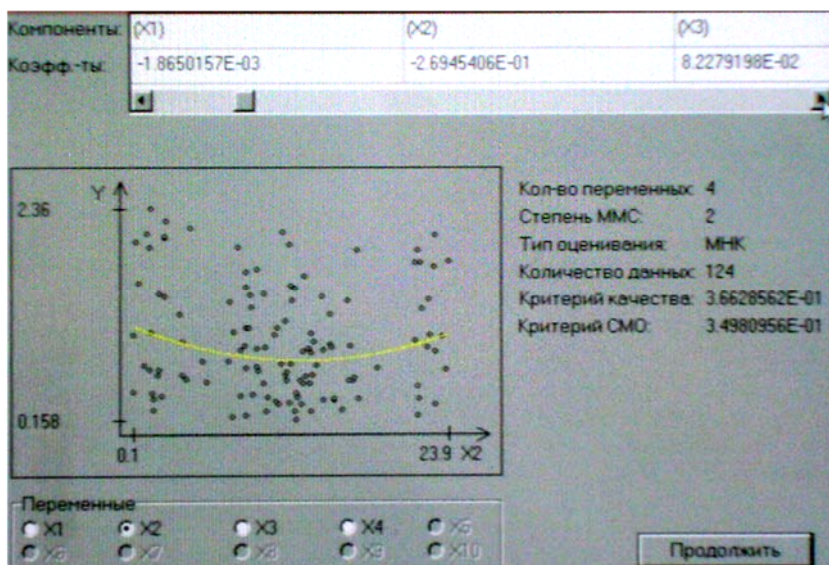 Компоненты: (X1) (X2) (X3)
Коэфф.-ты: -1.8650157E-03 -2.6945406E-01 8.2279198E-02
Y
2.36
0.158
0.1 23.9 X2
Кол-во переменных: 4
Степень ММС: 2
Тип оценивания: МНК
Количество данных: 124
Критерий качества: 3.6628562E-01
Критерий СМО: 3.4980956E-01
Переменные
X1 X2 X3 X4 X5
X6 X7 X8 X9 X10
Продолжить